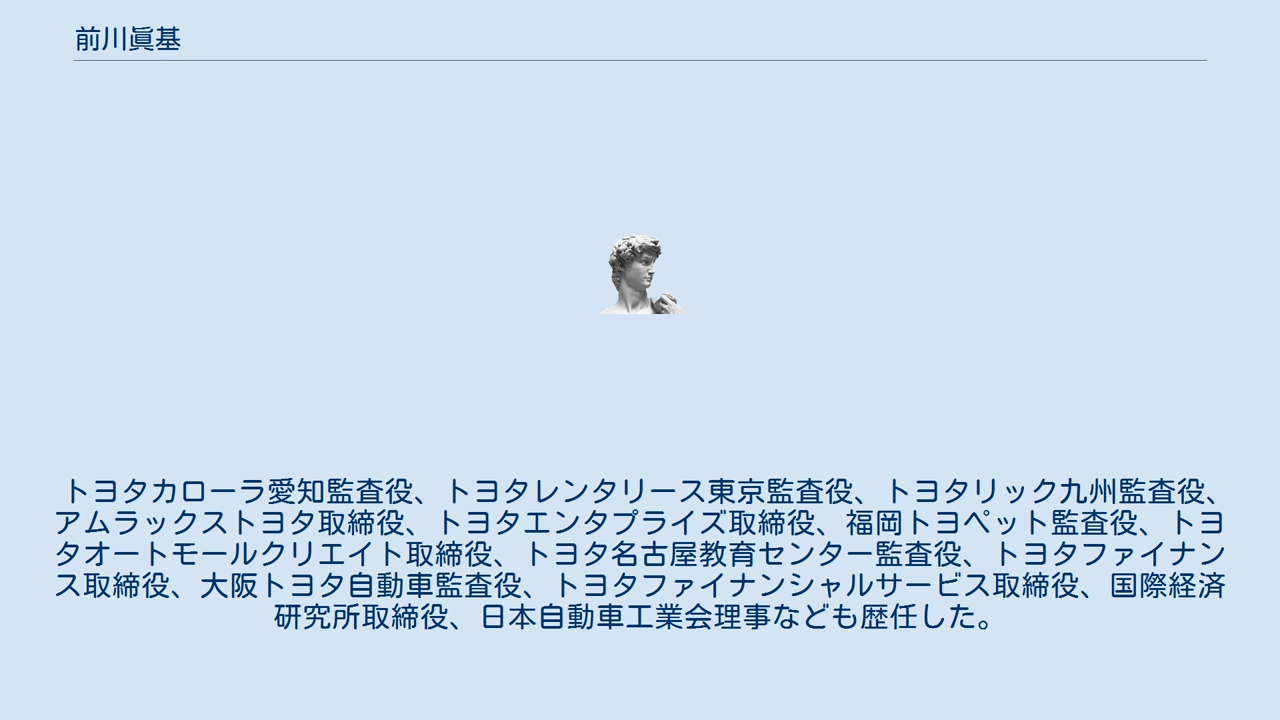 前川眞基
トヨタカローラ愛知監査役、トヨタレンタリース東京監査役、トヨタリック九州監査役、
アムラックストヨタ取締役、トヨタエンタプライズ取締役、福岡トヨペット監査役、トヨ
タオートモールクリエイト取締役、トヨタ名古屋教育センター監査役、トヨタファイナン
ス取締役、大阪トヨタ自動車監査役、トヨタファイナンシャルサービス取締役、国際経済
研究所取締役、日本自動車工業会理事なども歴任した。